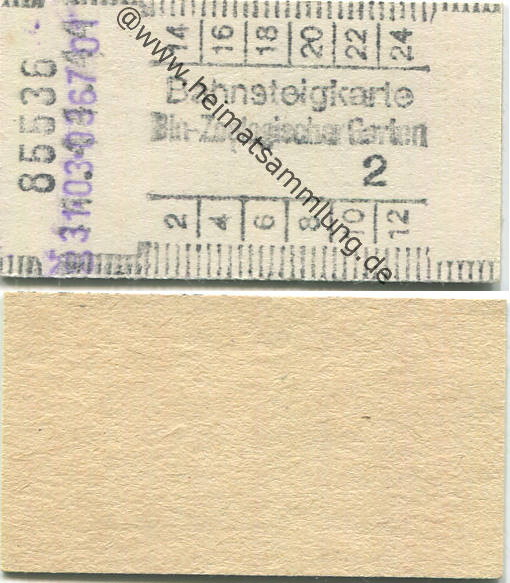 14 16 18 20 22 24
Bahnsteigkarte
Bln-Zoologischer Garten
2
2 4 6 8 10 12
85536
@www.heimatsammlung.de